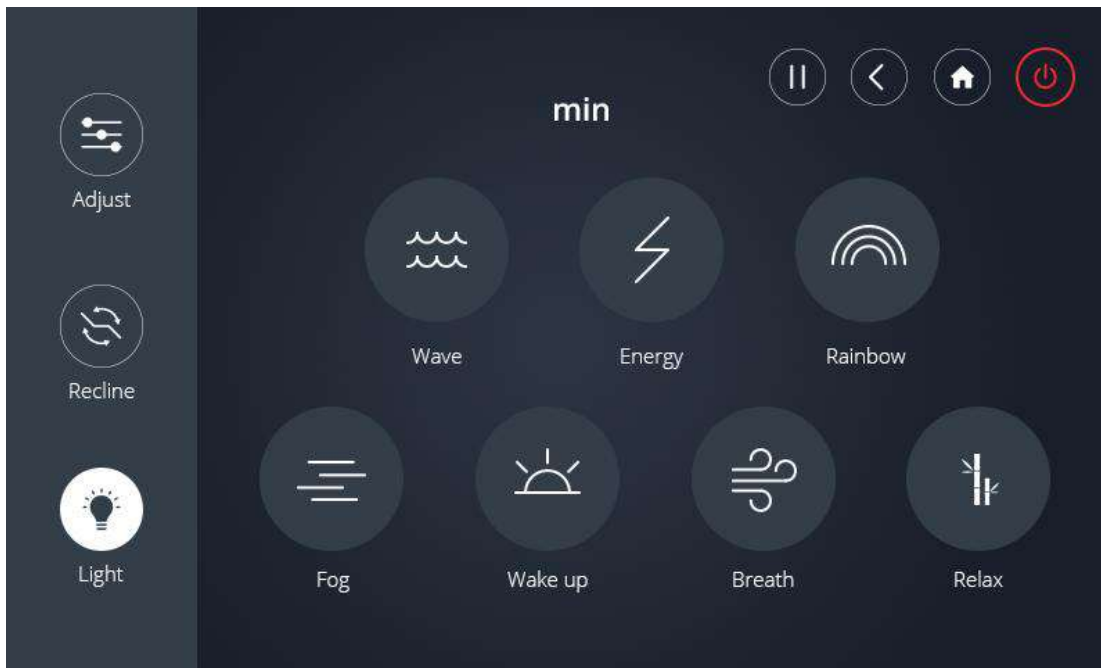 min
Adjust
Wave Energy Rainbow
Recline
Light
Fog Wake up Breath Relax